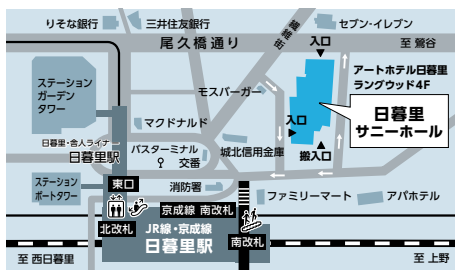 りそな銀行
三井住友銀行
繊維街
セブン-イレブン
尾久橋通り
入口
至 鶯谷
ステーション
ガーデン
タワー
モスバーガー
アートホテル日暮里
ラングウッド4F
日暮里
サニーホール
マクドナルド
入口
日暮里・舎人ライナー
日暮里駅
バスターミナル
交番
城北信用金庫
搬入口
ステーション
ポートタワー
東口
消防署
ファミリーマート
アパホテル
京成線 南改札
北改札
JR線・京成線
日暮里駅
南改札
至 西日暮里
至 上野